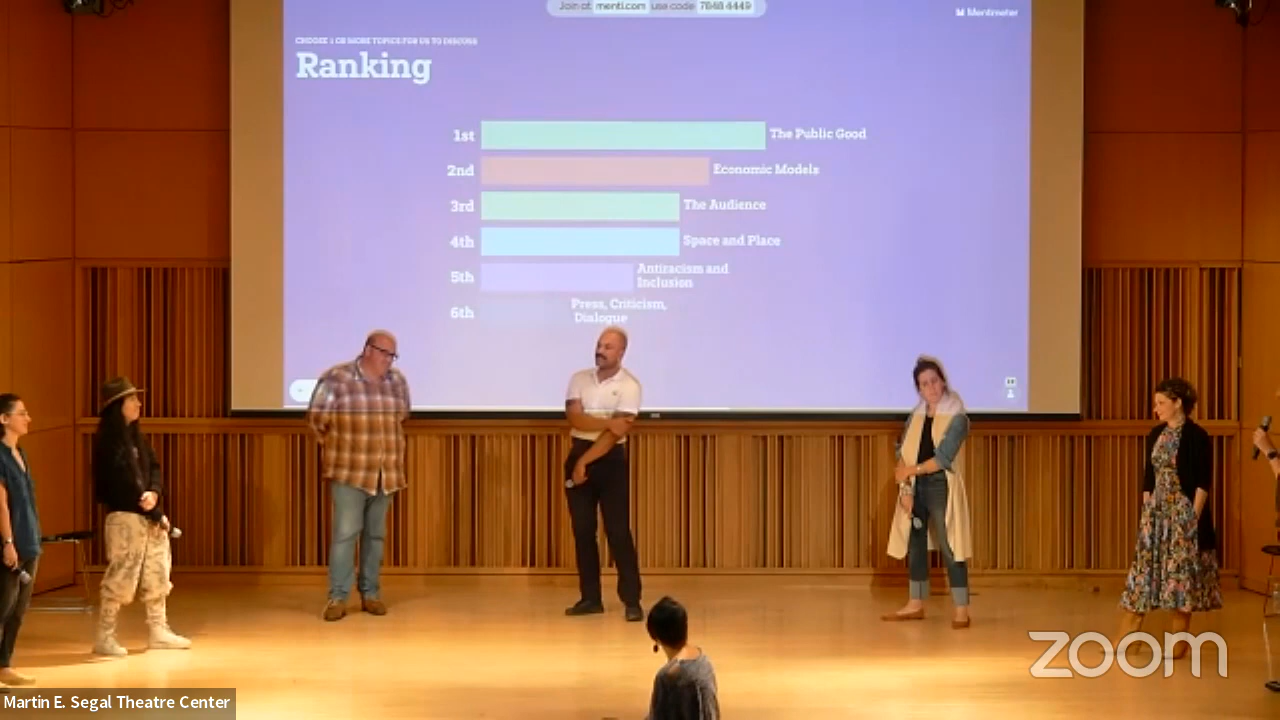 Join at menti.com use code 7848 4449
Mentimeter
CHOOSE 1 OR MORE TOPICS FOR US TO DISCUSS
Ranking
1st The Public Good
2nd Economic Models
3rd The Audience
4th Space and Place
5th Antiracism and
Inclusion
6th Press, Criticism,
Dialogue
zoom
Martin E. Segal Theatre Center